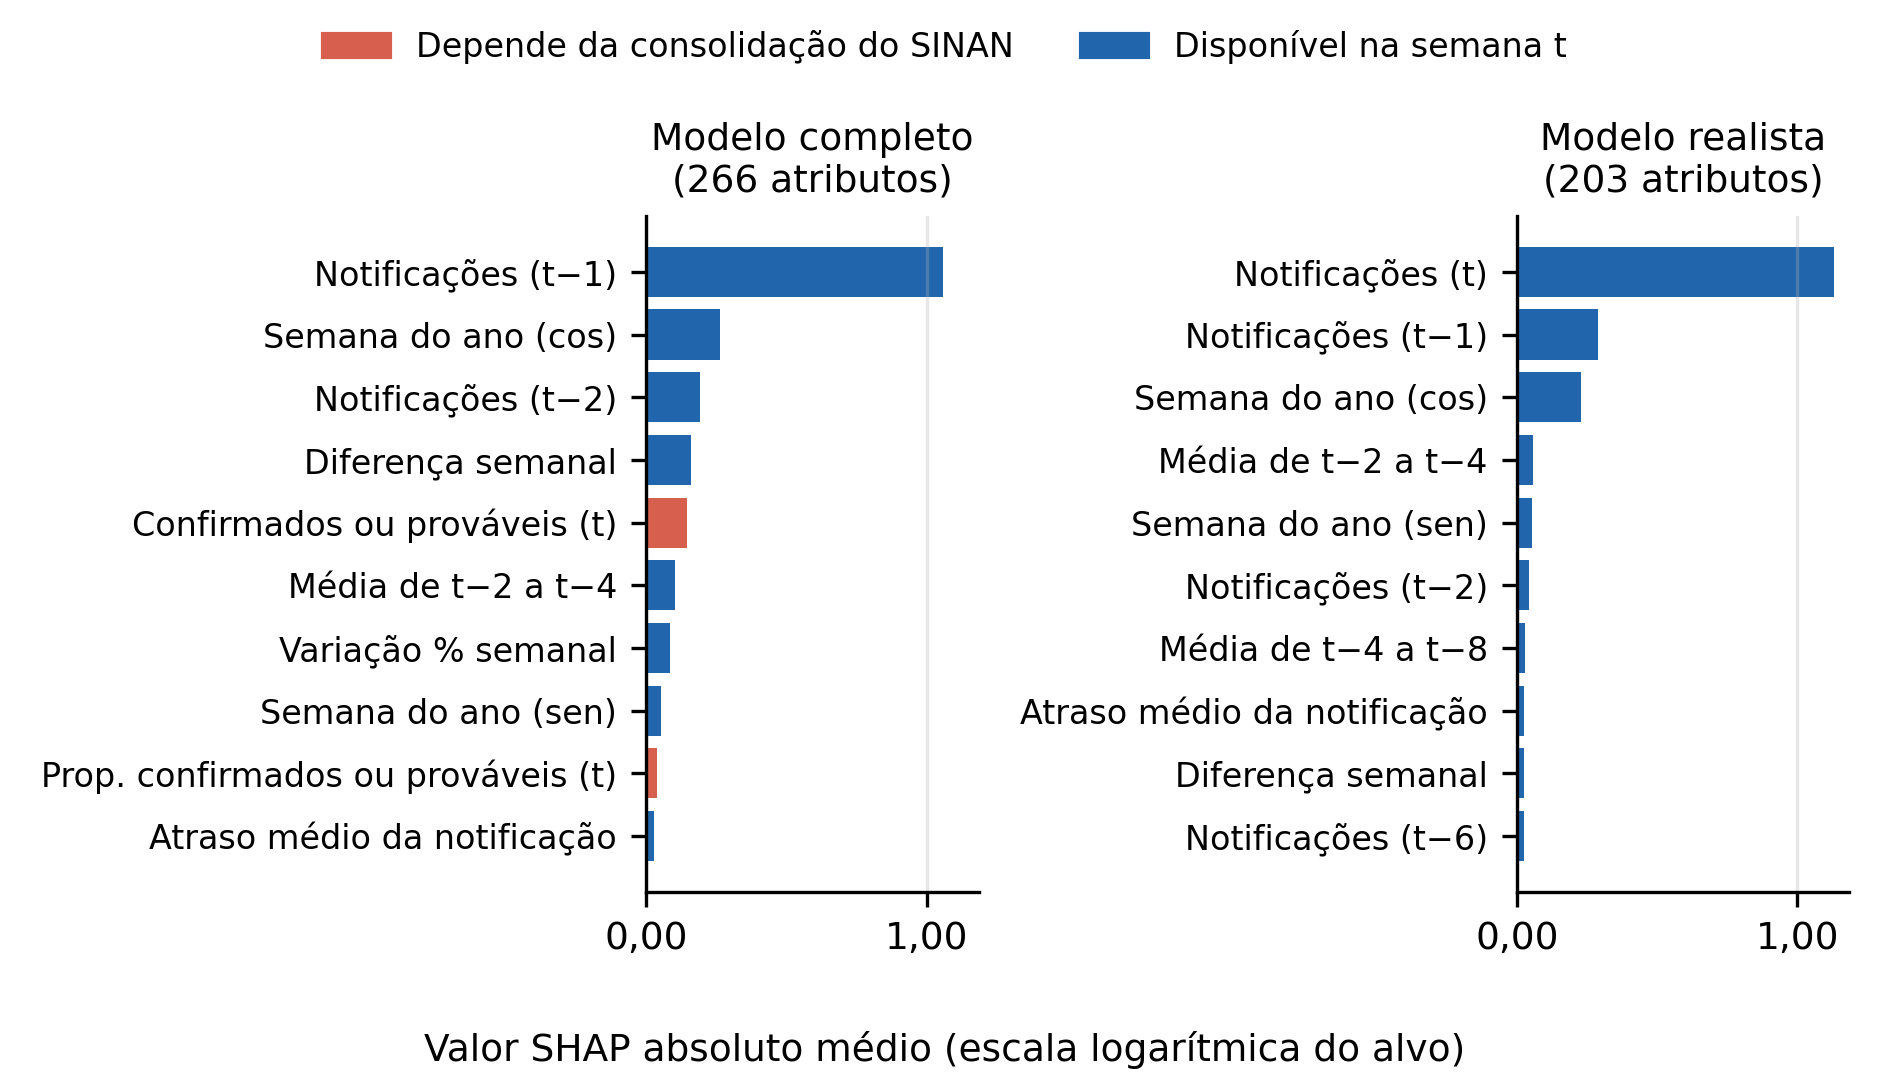 Depende da consolidação do SINAN
Disponível na semana t
Modelo completo
(266 atributos)
Notificações (t−1)
Semana do ano (cos)
Notificações (t−2)
Diferença semanal
Confirmados ou prováveis (t)
Média de t−2 a t−4
Variação % semanal
Semana do ano (sen)
Prop. confirmados ou prováveis (t)
Atraso médio da notificação
0,00
1,00
Modelo realista
(203 atributos)
Notificações (t)
Notificações (t−1)
Semana do ano (cos)
Média de t−2 a t−4
Semana do ano (sen)
Notificações (t−2)
Média de t−4 a t−8
Atraso médio da notificação
Diferença semanal
Notificações (t−6)
0,00
1,00
Valor SHAP absoluto médio (escala logarítmica do alvo)